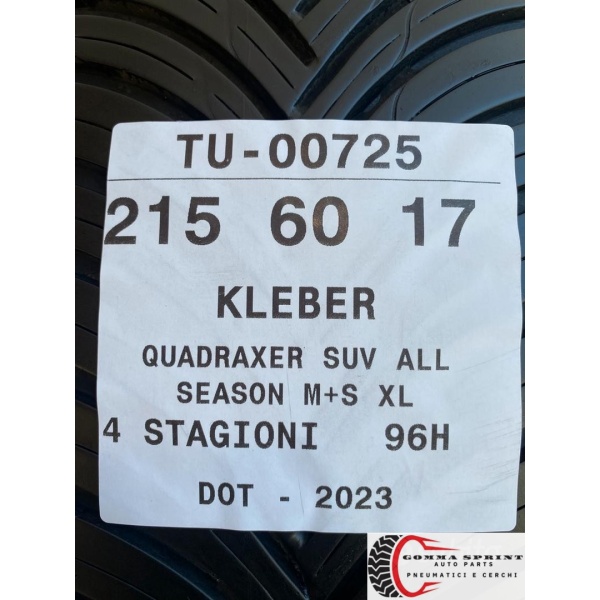 TU-00725
215 60 17
KLEBER
QUADRAXER SUV ALL
SEASON M+S XL
4 STAGIONI 96H
DOT - 2023
GOMMA SPRINT
AUTO PARTS
PNEUMATICI E CERCHI